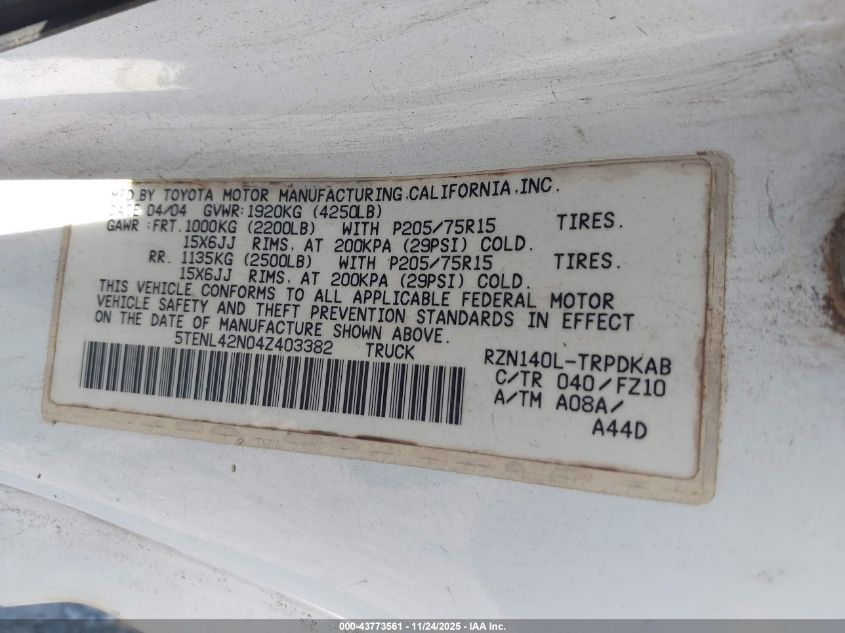 MFD.BY TOYOTA MOTOR MANUFACTURING.CALIFORNIA.INC.
DATE 04/04 GVWR:1920KG (4250LB)
GAWR :FRT.1000KG (2200LB) WITH P205/75R15 TIRES.
15X6JJ RIMS. AT 200KPA (29PSI) COLD.
RR. 1135KG (2500LB) WITH P205/75R15 TIRES.
15X6JJ RIMS. AT 200KPA (29PSI) COLD.
THIS VEHICLE CONFORMS TO ALL APPLICABLE FEDERAL MOTOR
VEHICLE SAFETY AND THEFT PREVENTION STANDARDS IN EFFECT
ON THE DATE OF MANUFACTURE SHOWN ABOVE.
5TENL42N04Z403382 TRUCK
RZN140L-TRPDKAB
C/TR 040/FZ10
A/TM A08A/
A44D
000-43773561 - 11/24/2025 - IAA Inc.